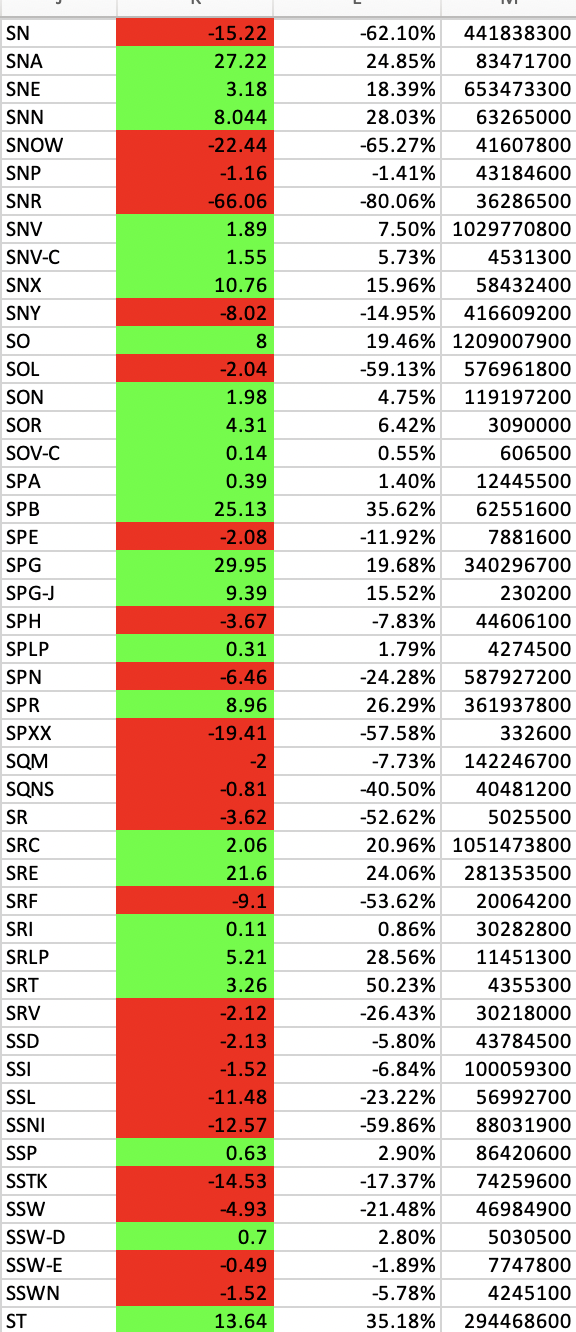 SN -15.22 -62.10% 441838300
SNA 27.22 24.85% 83471700
SNE 3.18 18.39% 653473300
SNN 8.044 28.03% 63265000
SNOW -22.44 -65.27% 41607800
SNP -1.16 -1.41% 43184600
SNR -66.06 -80.06% 36286500
SNV 1.89 7.50% 1029770800
SNV-C 1.55 5.73% 4531300
SNX 10.76 15.96% 58432400
SNY -8.02 -14.95% 416609200
SO 8 19.46% 1209007900
SOL -2.04 -59.13% 576961800
SON 1.98 4.75% 119197200
SOR 4.31 6.42% 3090000
SOV-C 0.14 0.55% 606500
SPA 0.39 1.40% 12445500
SPB 25.13 35.62% 62551600
SPE -2.08 -11.92% 7881600
SPG 29.95 19.68% 340296700
SPG-J 9.39 15.52% 230200
SPH -3.67 -7.83% 44606100
SPLP 0.31 1.79% 4274500
SPN -6.46 -24.28% 587927200
SPR 8.96 26.29% 361937800
SPXX -19.41 -57.58% 332600
SQM -2 -7.73% 142246700
SQNS -0.81 -40.50% 40481200
SR -3.62 -52.62% 5025500
SRC 2.06 20.96% 1051473800
SRE 21.6 24.06% 281353500
SRF -9.1 -53.62% 20064200
SRI 0.11 0.86% 30282800
SRLP 5.21 28.56% 11451300
SRT 3.26 50.23% 4355300
SRV -2.12 -26.43% 30218000
SSD -2.13 -5.80% 43784500
SSI -1.52 -6.84% 100059300
SSL -11.48 -23.22% 56992700
SSNI -12.57 -59.86% 88031900
SSP 0.63 2.90% 86420600
SSTK -14.53 -17.37% 74259600
SSW -4.93 -21.48% 46984900
SSW-D 0.7 2.80% 5030500
SSW-E -0.49 -1.89% 7747800
SSWN -1.52 -5.78% 4245100
ST 13.64 35.18% 294468600